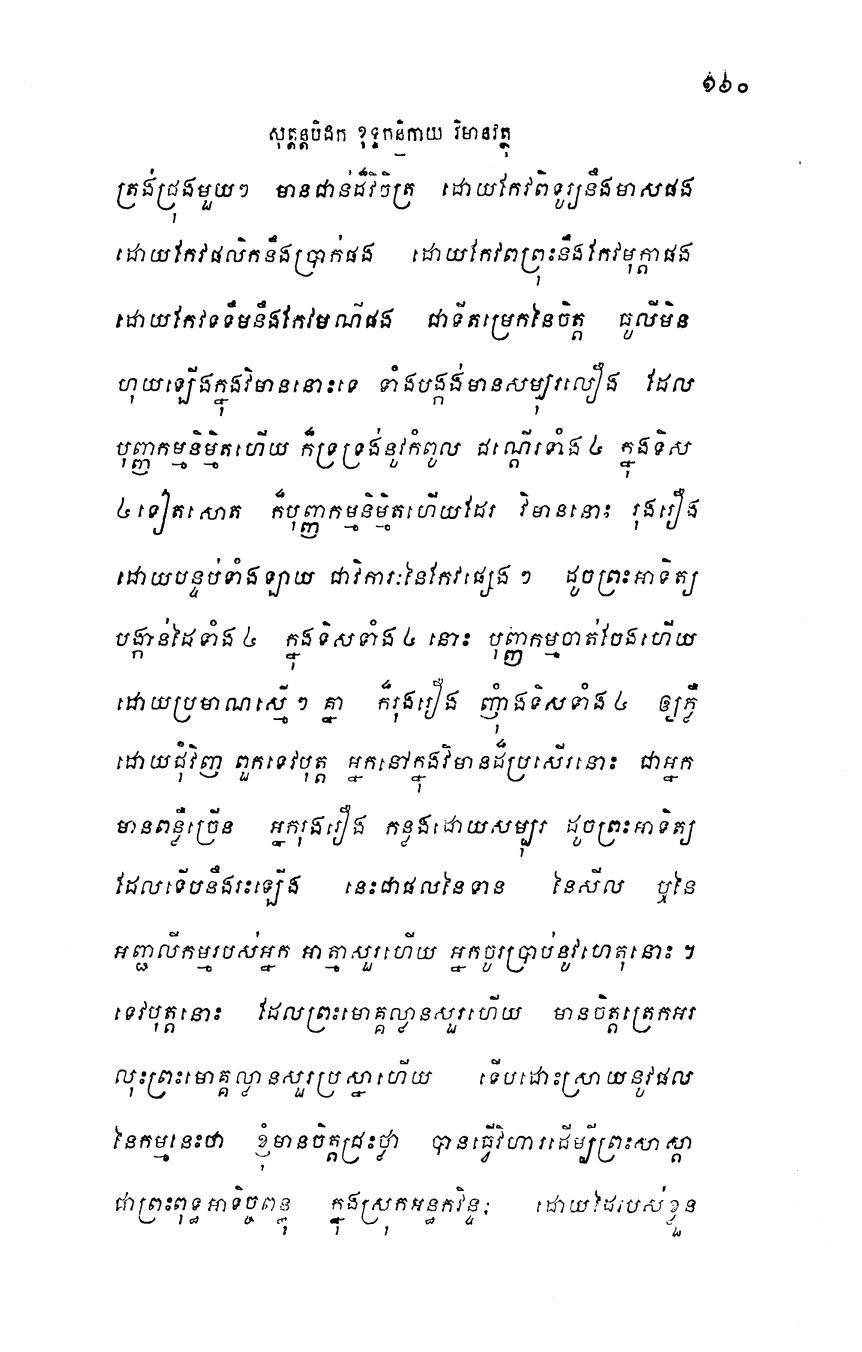 ១៦០
សុត្តន្តបិដក ខុទ្ទកនិកាយ វិមានវត្ថុ
ត្រង់ជ្រុងមួយៗ មានជាន់ដ៏វិចិត្រ ដោយកែវពិទូរ្យនឹងមាសផង
ដោយកែវផលិកនឹងប្រាក់ផង ដោយកែវពព្រុះនឹងកែវមុក្តាផង
ដោយកែវទទឹមនឹងកែវមណីផង ជាទីតម្រេកនៃចិត្ត ធូលីមិន
ហុយឡើងក្នុងវិមាននោះទេ ទាំងបង្កង់មានសម្បុរលឿង ដែល
បុញ្ញកម្មនិម្មិតហើយ ក៏ទ្រទ្រង់នូវកំពូល ជណ្តើរទាំង ៤ ក្នុងទិស
៤ ទៀតសោត ក៏បុញ្ញកម្មនិម្មិតហើយដែរ វិមាននោះ រុងរឿង
ដោយបន្ទប់ទាំងឡាយ ជាវិការៈនៃកែវផ្សេងៗ ដូចព្រះអាទិត្យ
បង្កាន់ដៃទាំង ៤ ក្នុងទិសទាំង ៤ នោះ បុញ្ញកម្មចាត់ចែងហើយ
ដោយប្រមាណស្មើៗ គ្នា ក៏រុងរឿង ញ៉ាំងទិសទាំង ៤ ឲ្យភ្លឺ
ដោយជុំវិញ ពួកទេវបុត្ត អ្នកនៅក្នុងវិមានដ៏ប្រសើរនោះ ជាអ្នក
មានពន្លឺច្រើន អ្នករុងរឿង កន្លងដោយសម្បុរ ដូចព្រះអាទិត្យ
ដែលទើបនឹងរះឡើង នេះជាផលនៃទាន នៃសីល ឬនៃ
អញ្ជលីកម្មរបស់អ្នក អាត្មាសួរហើយ អ្នកចូរប្រាប់នូវហេតុនោះ ។
ទេវបុត្តនោះ ដែលព្រះមោគ្គល្លានសួរហើយ មានចិត្តត្រេកអរ
លុះព្រះមោគ្គល្លានសួរប្រស្នាហើយ ទើបដោះស្រាយនូវផល
នៃកម្មនេះថា ខ្ញុំមានចិត្តជ្រះថ្លា បានធ្វើវិហារដើម្បីព្រះសាស្តា
ជាព្រះពុទ្ធអាទិច្ចពន្ធុ ក្នុងស្រុកអន្ធកវិន្ទៈ ដោយដៃរបស់ខ្លួន